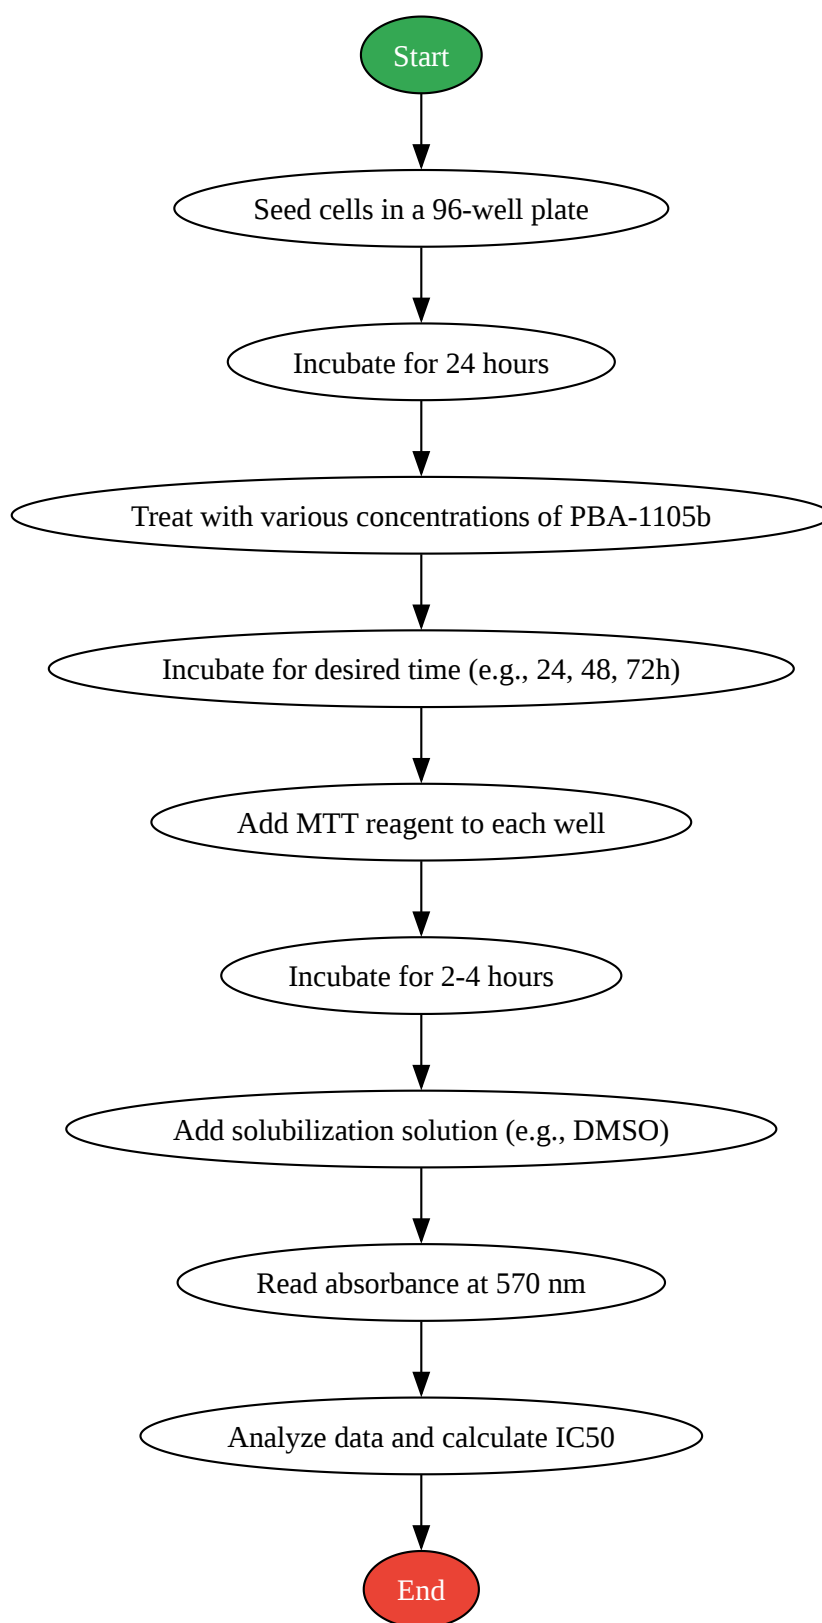 Start
Seed cells in a 96-well plate
Incubate for 24 hours
Treat with various concentrations of PBA-1105b
Incubate for desired time (e.g., 24, 48, 72h)
Add MTT reagent to each well
Incubate for 2-4 hours
Add solubilization solution (e.g., DMSO)
Read absorbance at 570 nm
Analyze data and calculate IC50
End